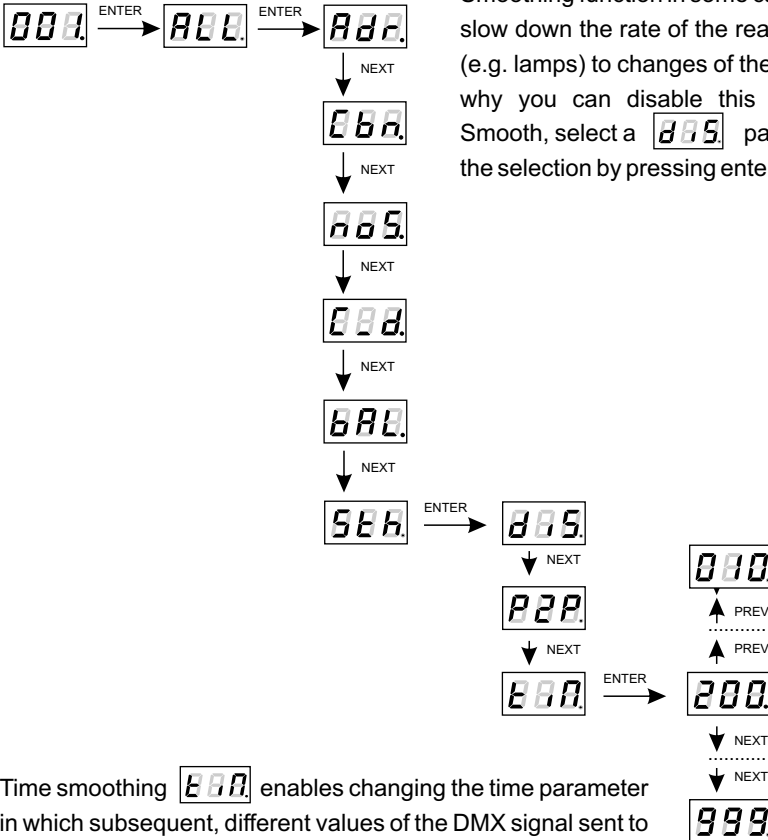 001. ENTER ALL. ENTER Adr.
Smoothing function in some
slow down the rate of the rea
(e.g. lamps) to changes of the
why you can disable this
Smooth, select a diS. pa
the selection by pressing ente
NEXT
Cbn.
NEXT
noS.
NEXT
C_d.
NEXT
bAL.
NEXT
Sth. ENTER diS.
NEXT
P2P.
NEXT
tiM. ENTER 200.
010.
PREV
PREV
NEXT
NEXT
999.
Time smoothing tiM. enables changing the time parameter
in which subsequent, different values of the DMX signal sent to